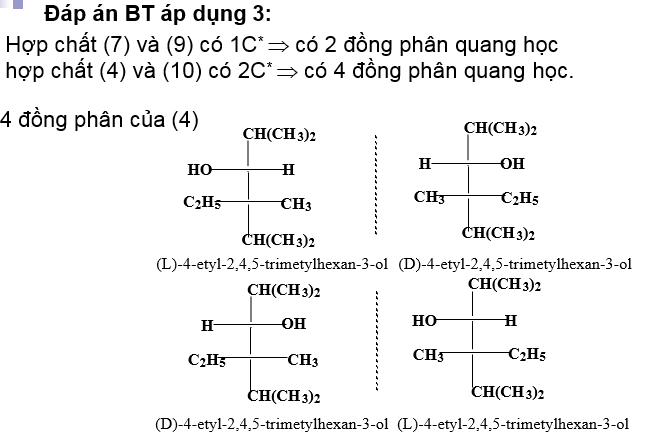 Đáp án BT áp dụng 3:
Hợp chất (7) và (9) có 1C* ⇒ có 2 đồng phân quang học
hợp chất (4) và (10) có 2C* ⇒ có 4 đồng phân quang học.
4 đồng phân của (4)
CH(CH3)2
HO H
C2H5 CH3
CH(CH3)2
(L)-4-etyl-2,4,5-trimetylhexan-3-ol
CH(CH3)2
H OH
CH3 C2H5
CH(CH3)2
(D)-4-etyl-2,4,5-trimetylhexan-3-ol
CH(CH3)2
H OH
C2H5 CH3
CH(CH3)2
(D)-4-etyl-2,4,5-trimetylhexan-3-ol
CH(CH3)2
HO H
CH3 C2H5
CH(CH3)2
(L)-4-etyl-2,4,5-trimetylhexan-3-ol